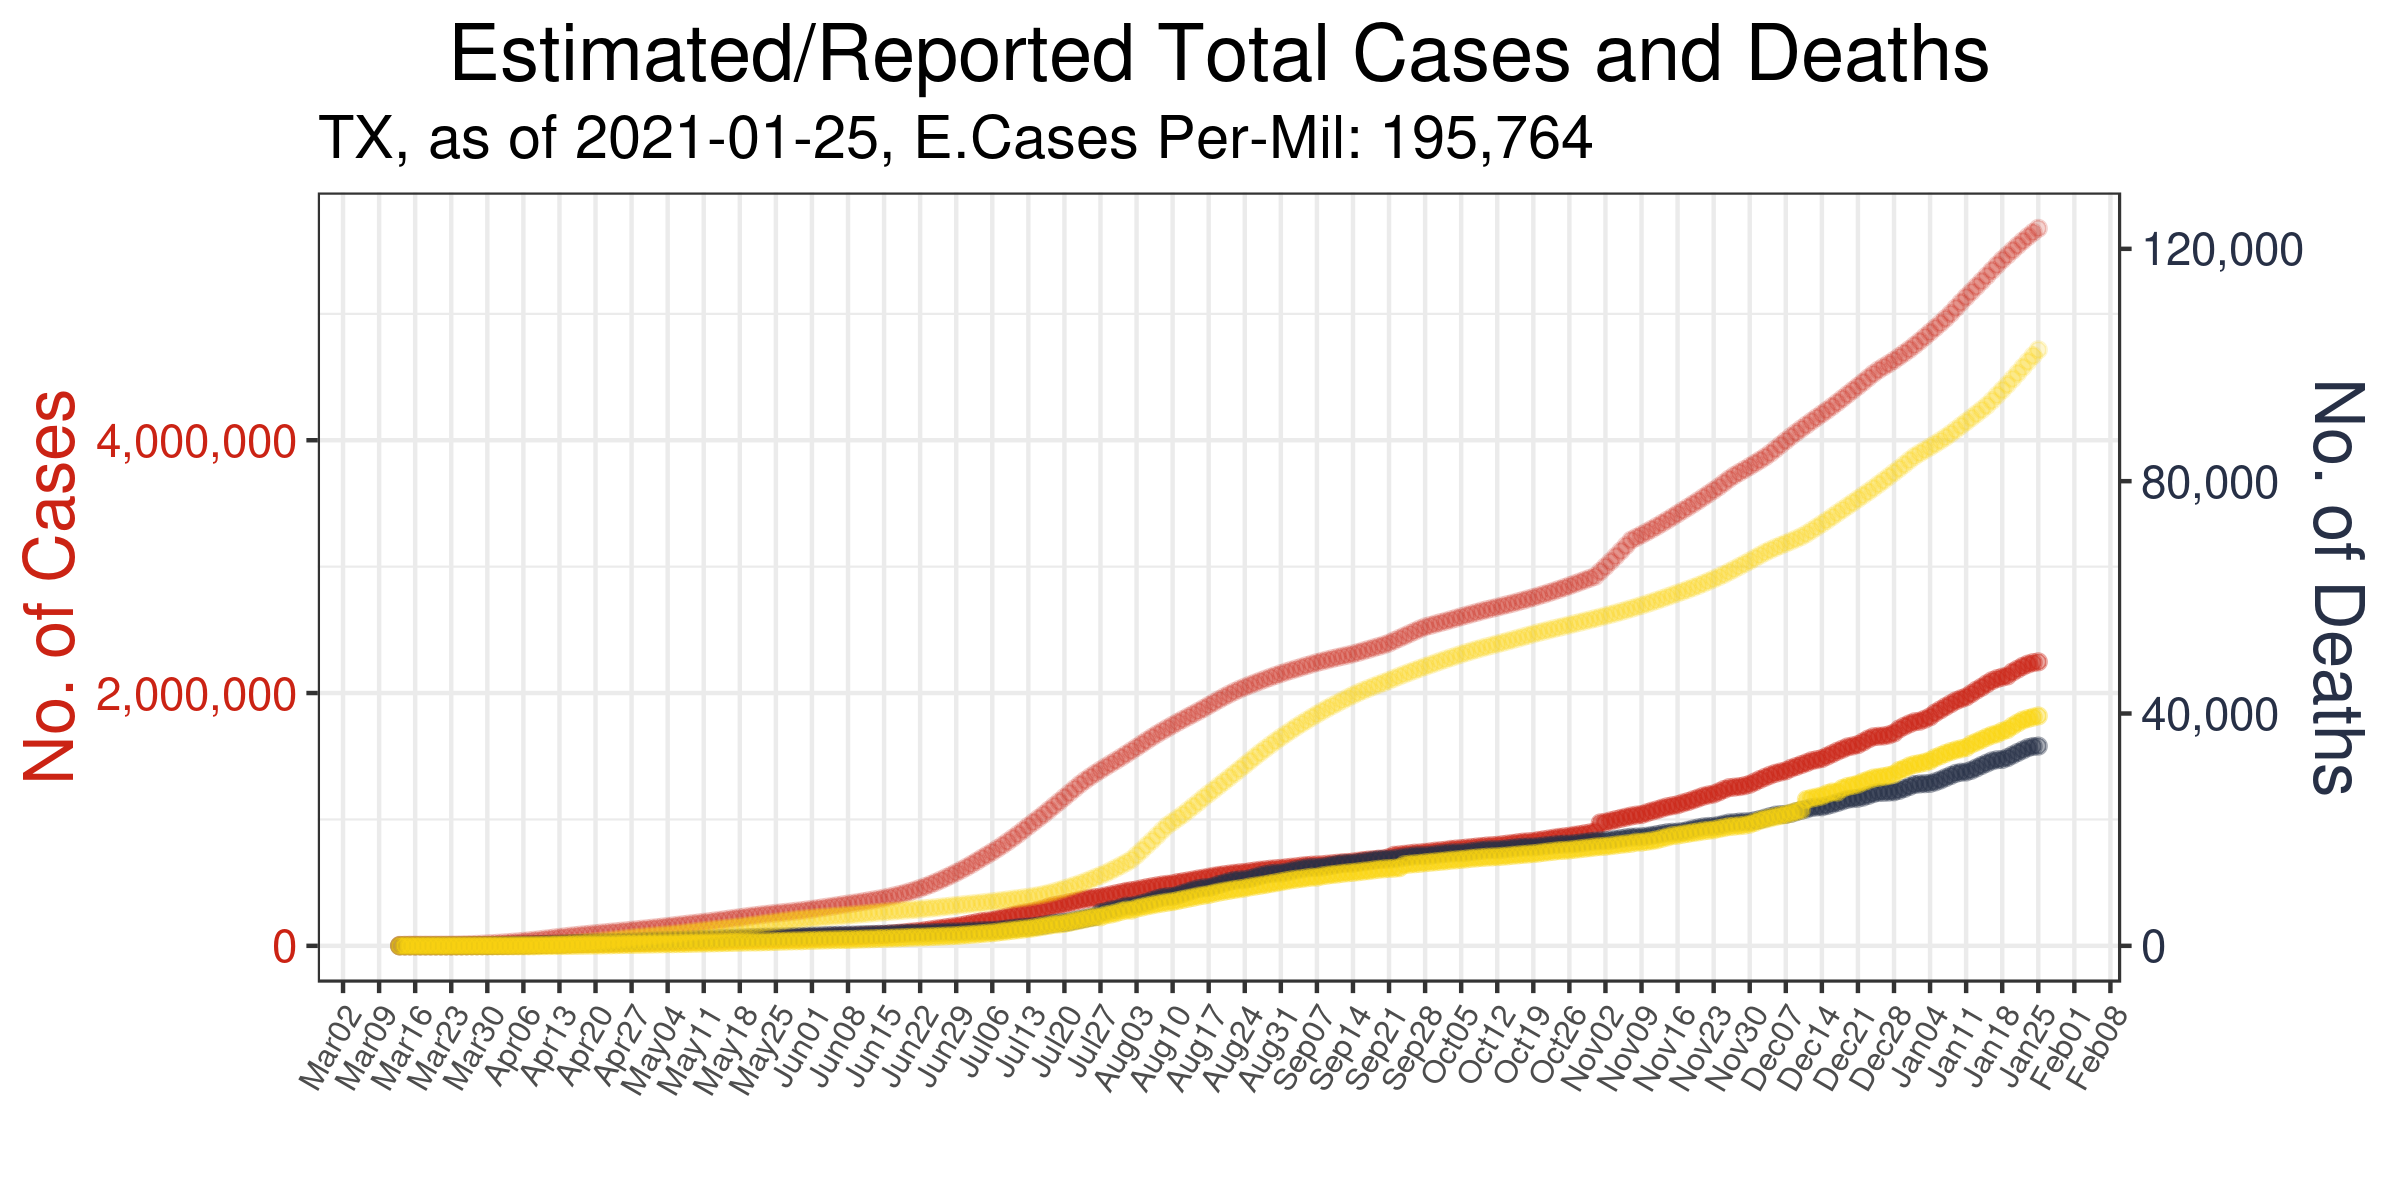 Estimated/Reported Total Cases and Deaths
TX, as of 2021-01-25, E.Cases Per-Mil: 195,764
No. of Cases
4,000,000
2,000,000
0
120,000
80,000
40,000
0
No. of Deaths
Mar02
Mar09
Mar16
Mar23
Mar30
Apr06
Apr13
Apr20
Apr27
May04
May11
May18
May25
Jun01
Jun08
Jun15
Jun22
Jun29
Jul06
Jul13
Jul20
Jul27
Aug03
Aug10
Aug17
Aug24
Aug31
Sep07
Sep14
Sep21
Sep28
Oct05
Oct12
Oct19
Oct26
Nov02
Nov09
Nov16
Nov23
Nov30
Dec07
Dec14
Dec21
Dec28
Jan04
Jan11
Jan18
Jan25
Feb01
Feb08